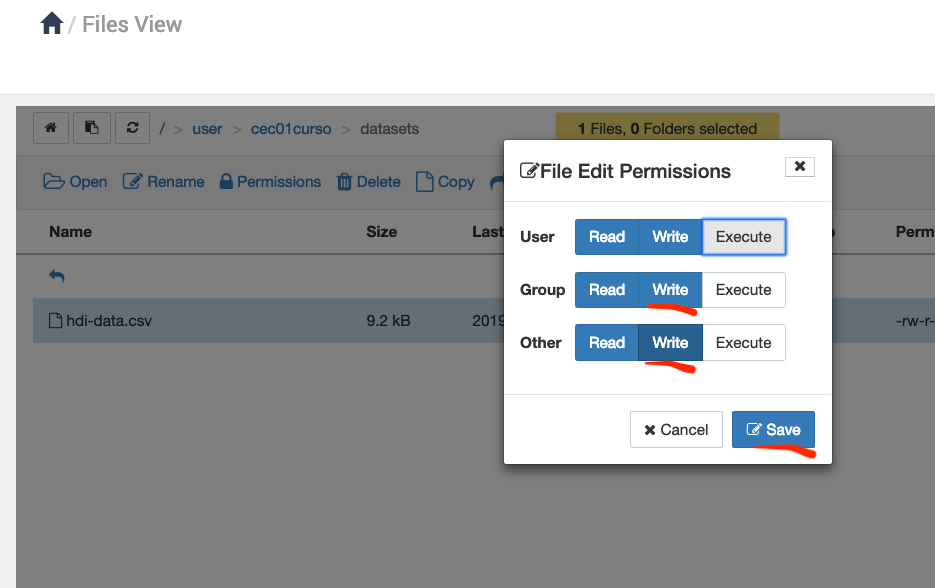 / Files View
/ > user > cec01curso > datasets
1 Files, 0 Folders selected
Open Rename Permissions Delete Copy
Name Size Last Perm
hdi-data.csv 9.2 kB 2019 -rw-r-
File Edit Permissions
User Read Write Execute
Group Read Write Execute
Other Read Write Execute
Cancel Save